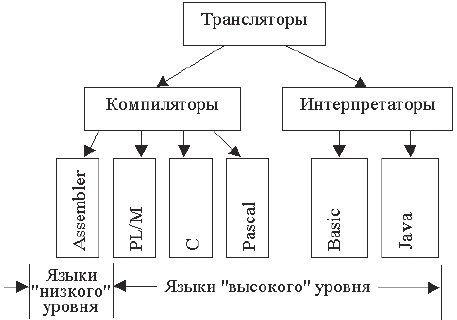 Трансляторы
Компиляторы
Интерпретаторы
Assembler
PL/M
C
Pascal
Basic
Java
Языки
"низкого"
уровня
Языки "высокого" уровня